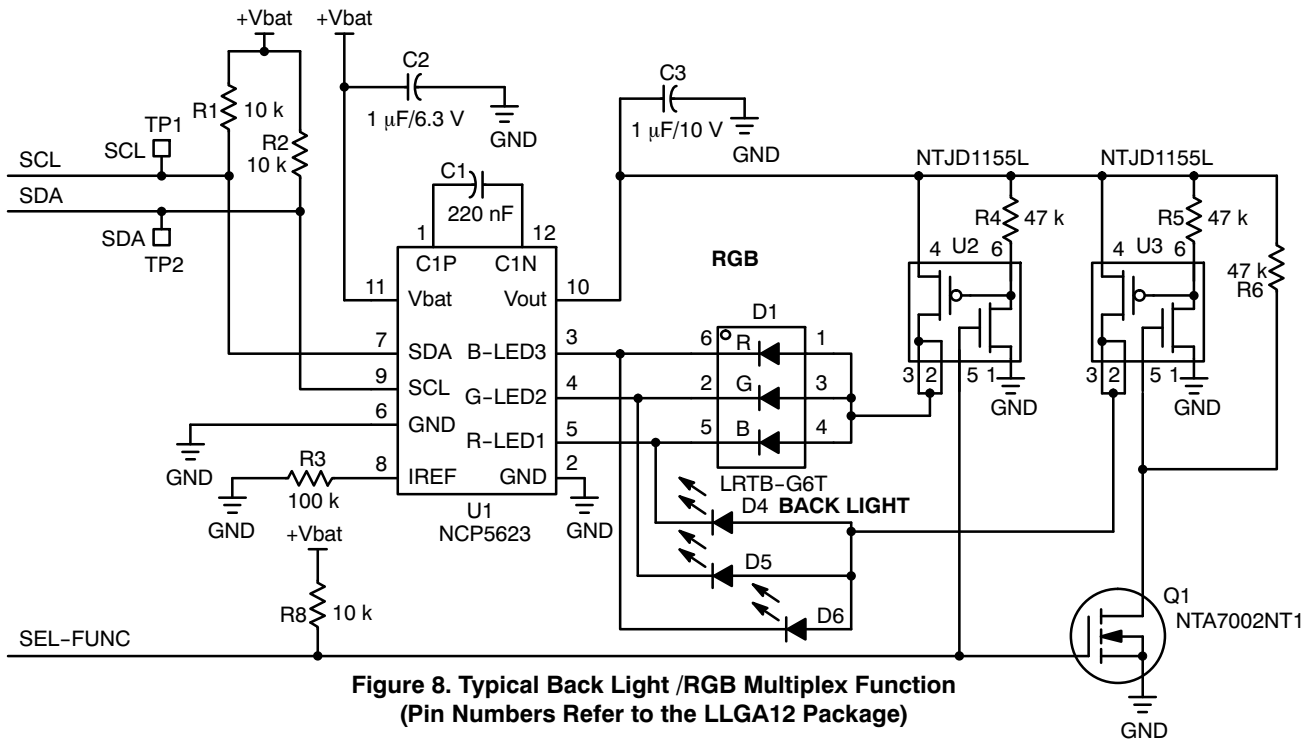 +Vbat
+Vbat
C2
1 μF/6.3 V
GND
C3
1 μF/10 V
GND
R1
10 k
R2
10 k
TP1
SCL
SCL
SDA
SDA
TP2
C1
220 nF
1
12
C1P
C1N
11
Vbat
Vout
10
7
SDA
B-LED3
3
9
SCL
G-LED2
4
6
GND
R-LED1
5
8
IREF
GND
2
GND
GND
GND
R3
100 k
U1
NCP5623
RGB
D1
6
R
1
2
G
3
5
B
4
LRTB-G6T
D4
BACK LIGHT
D5
D6
NTJD1155L
R4
47 k
4
U2
6
3
2
5
1
GND
NTJD1155L
R5
47 k
4
U3
6
3
2
5
1
GND
47 k
R6
+Vbat
R8
10 k
SEL-FUNC
Q1
NTA7002NT1
GND
Figure 8. Typical Back Light /RGB Multiplex Function
(Pin Numbers Refer to the LLGA12 Package)